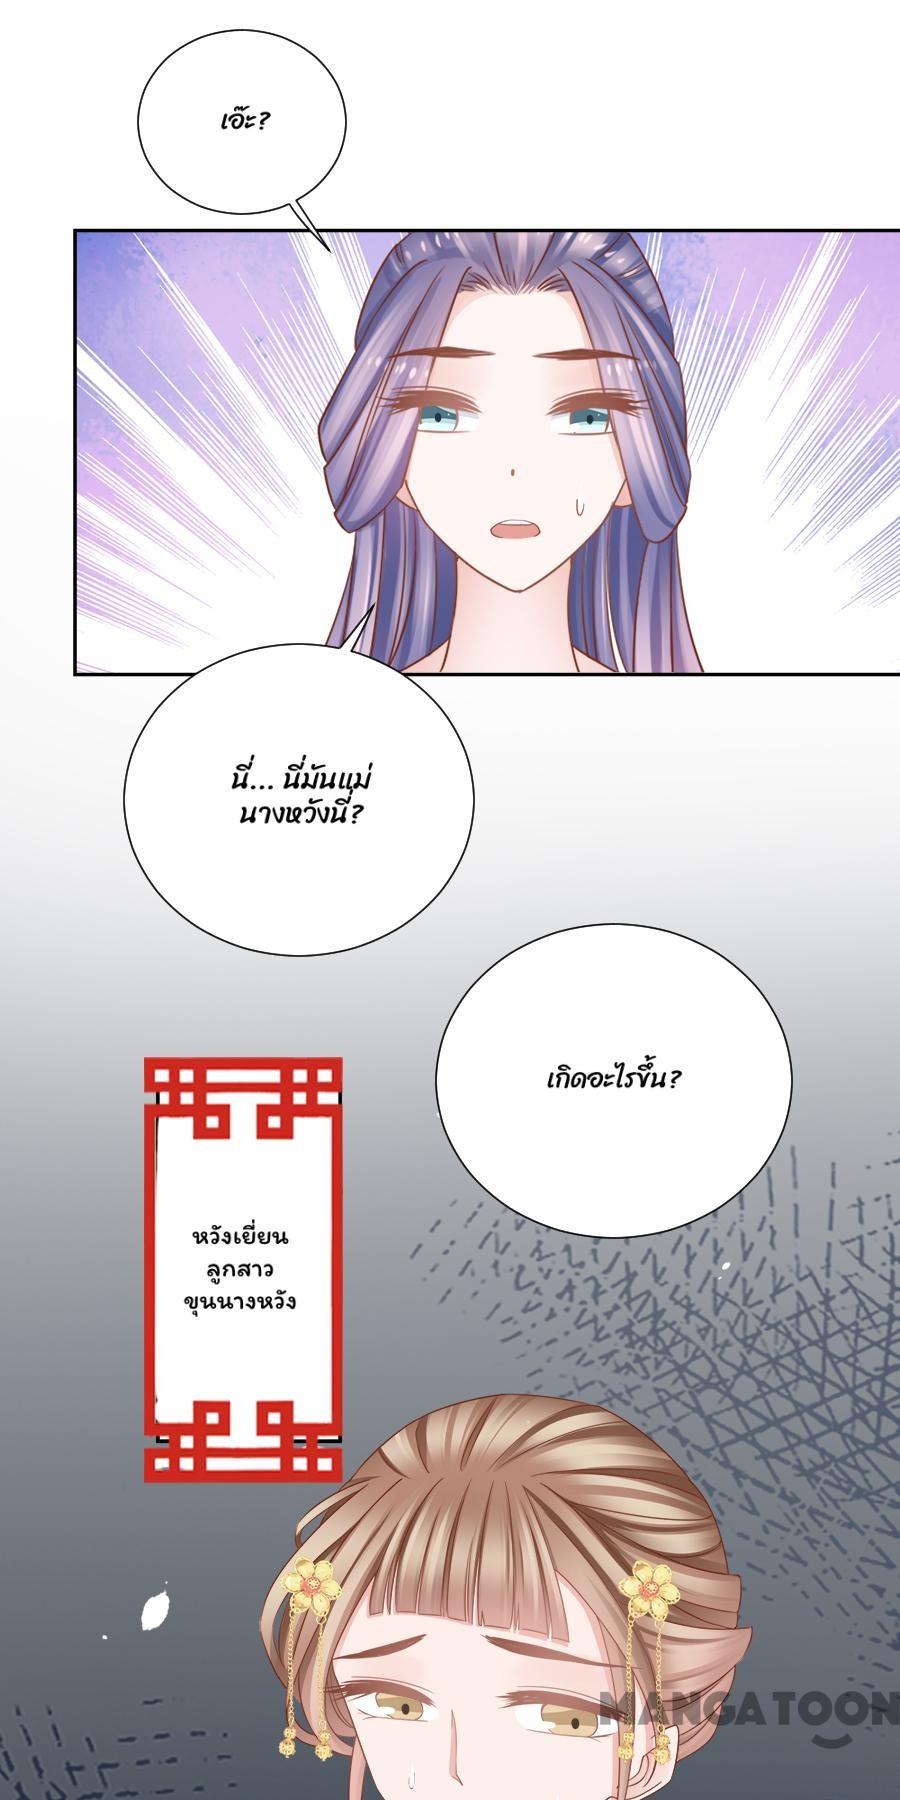 เอ๊ะ?
นี่... นี่มันแม่
นางหวังนี่?
เกิดอะไรขึ้น?
หวังเยี่ยน
ลูกสาว
ขุนนางหวัง
MANGATOON